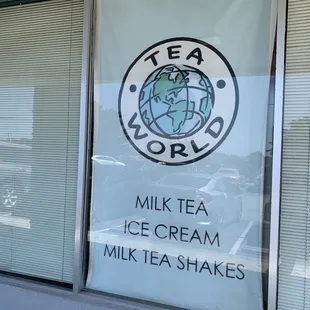 TEA
WORLD
MILK TEA
ICE CREAM
MILK TEA SHAKES